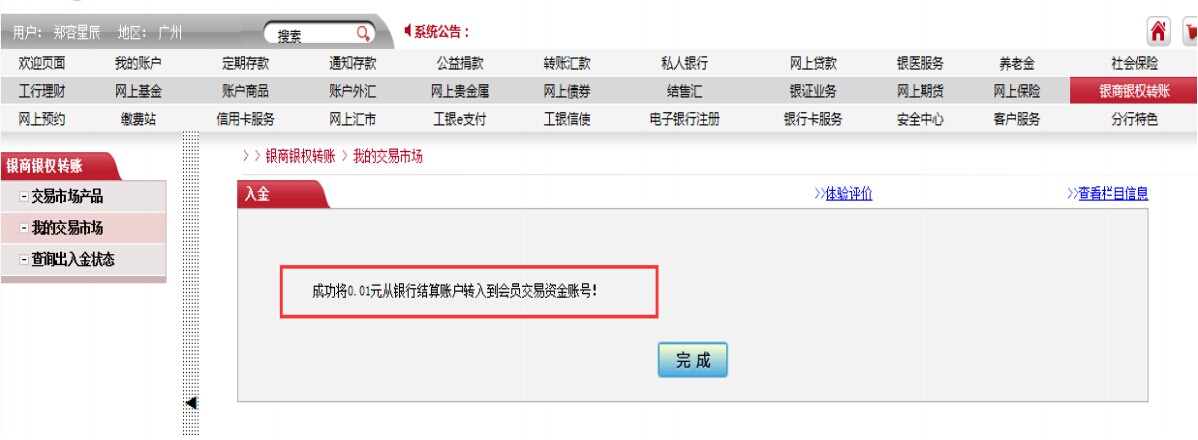 用户： 郑容星辰 地区： 广州 搜索 系统公告：
欢迎页面 我的账户 定期存款 通知存款 公益捐款 转账汇款 私人银行 网上贷款 银医服务 养老金 社会保险
工行理财 网上基金 账户商品 账户外汇 网上贵金属 网上债券 结售汇 银证业务 网上期货 网上保险 银商银权转账
网上预约 缴费站 信用卡服务 网上汇市 工银e支付 工银信使 电子银行注册 银行卡服务 安全中心 客户服务 分行特色
银商银权转账
交易市场产品
我的交易市场
查询出入金状态
＞＞银商银权转账 ＞ 我的交易市场
入金 >>体验评价 >>查看栏目信息
成功将0.01元从银行结算账户转入到会员交易资金账号！
完 成